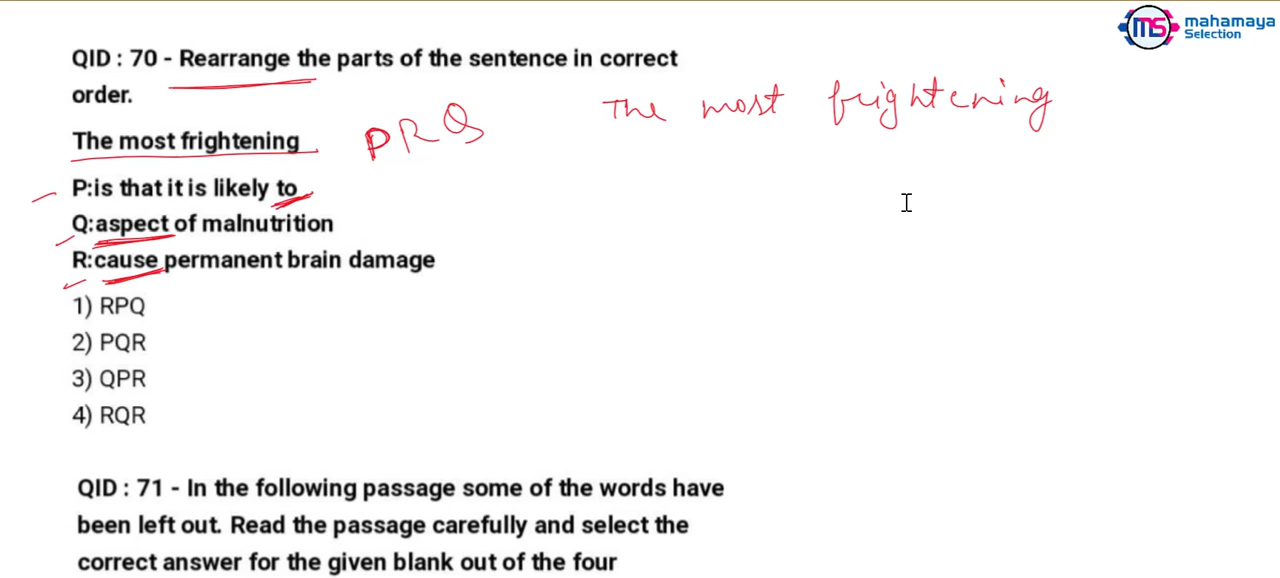 mahamaya
MS Selection
QID : 70 - Rearrange the parts of the sentence in correct
order.
The most frightening
The most frightening
PRQ
P:is that it is likely to
Q:aspect of malnutrition
R:cause permanent brain damage
1) RPQ
2) PQR
3) QPR
4) RQR
QID : 71 - In the following passage some of the words have
been left out. Read the passage carefully and select the
correct answer for the given blank out of the four